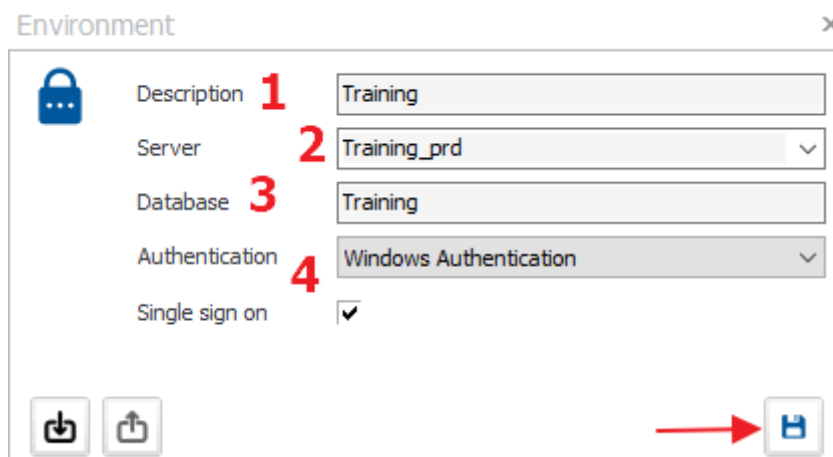 Environment
Description 1 Training
Server 2 Training_prd
Database 3 Training
Authentication 4 Windows Authentication
Single sign on